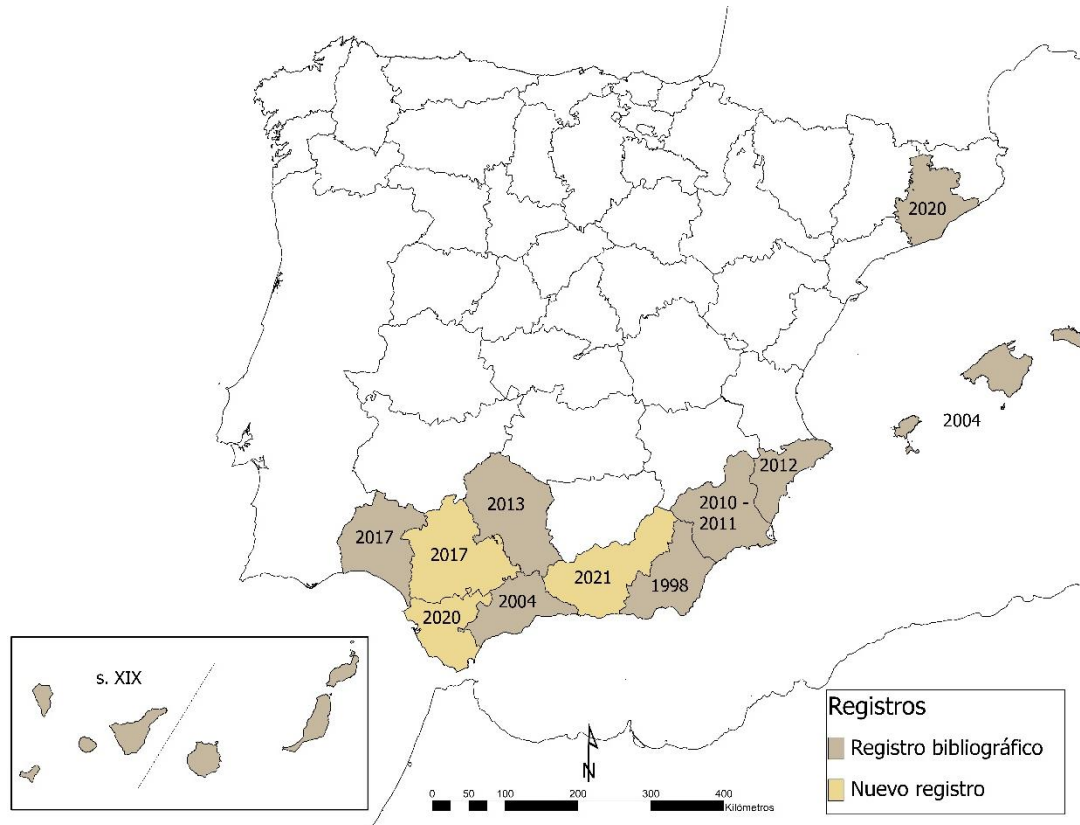 2020
2004
2012
2010 -
2011
2013
2017
2017
2021
1998
2004
2020
s. XIX
Registros
Registro bibliográfico
Nuevo registro
N
0 50 100 200 300 400
Kilómetros